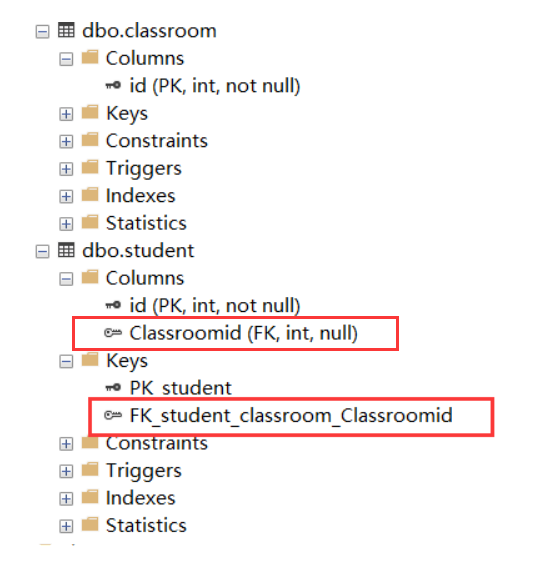 dbo.classroom
Columns
id (PK, int, not null)
Keys
Constraints
Triggers
Indexes
Statistics
dbo.student
Columns
id (PK, int, not null)
Classroomid (FK, int, null)
Keys
PK_student
FK_student_classroom_Classroomid
Constraints
Triggers
Indexes
Statistics